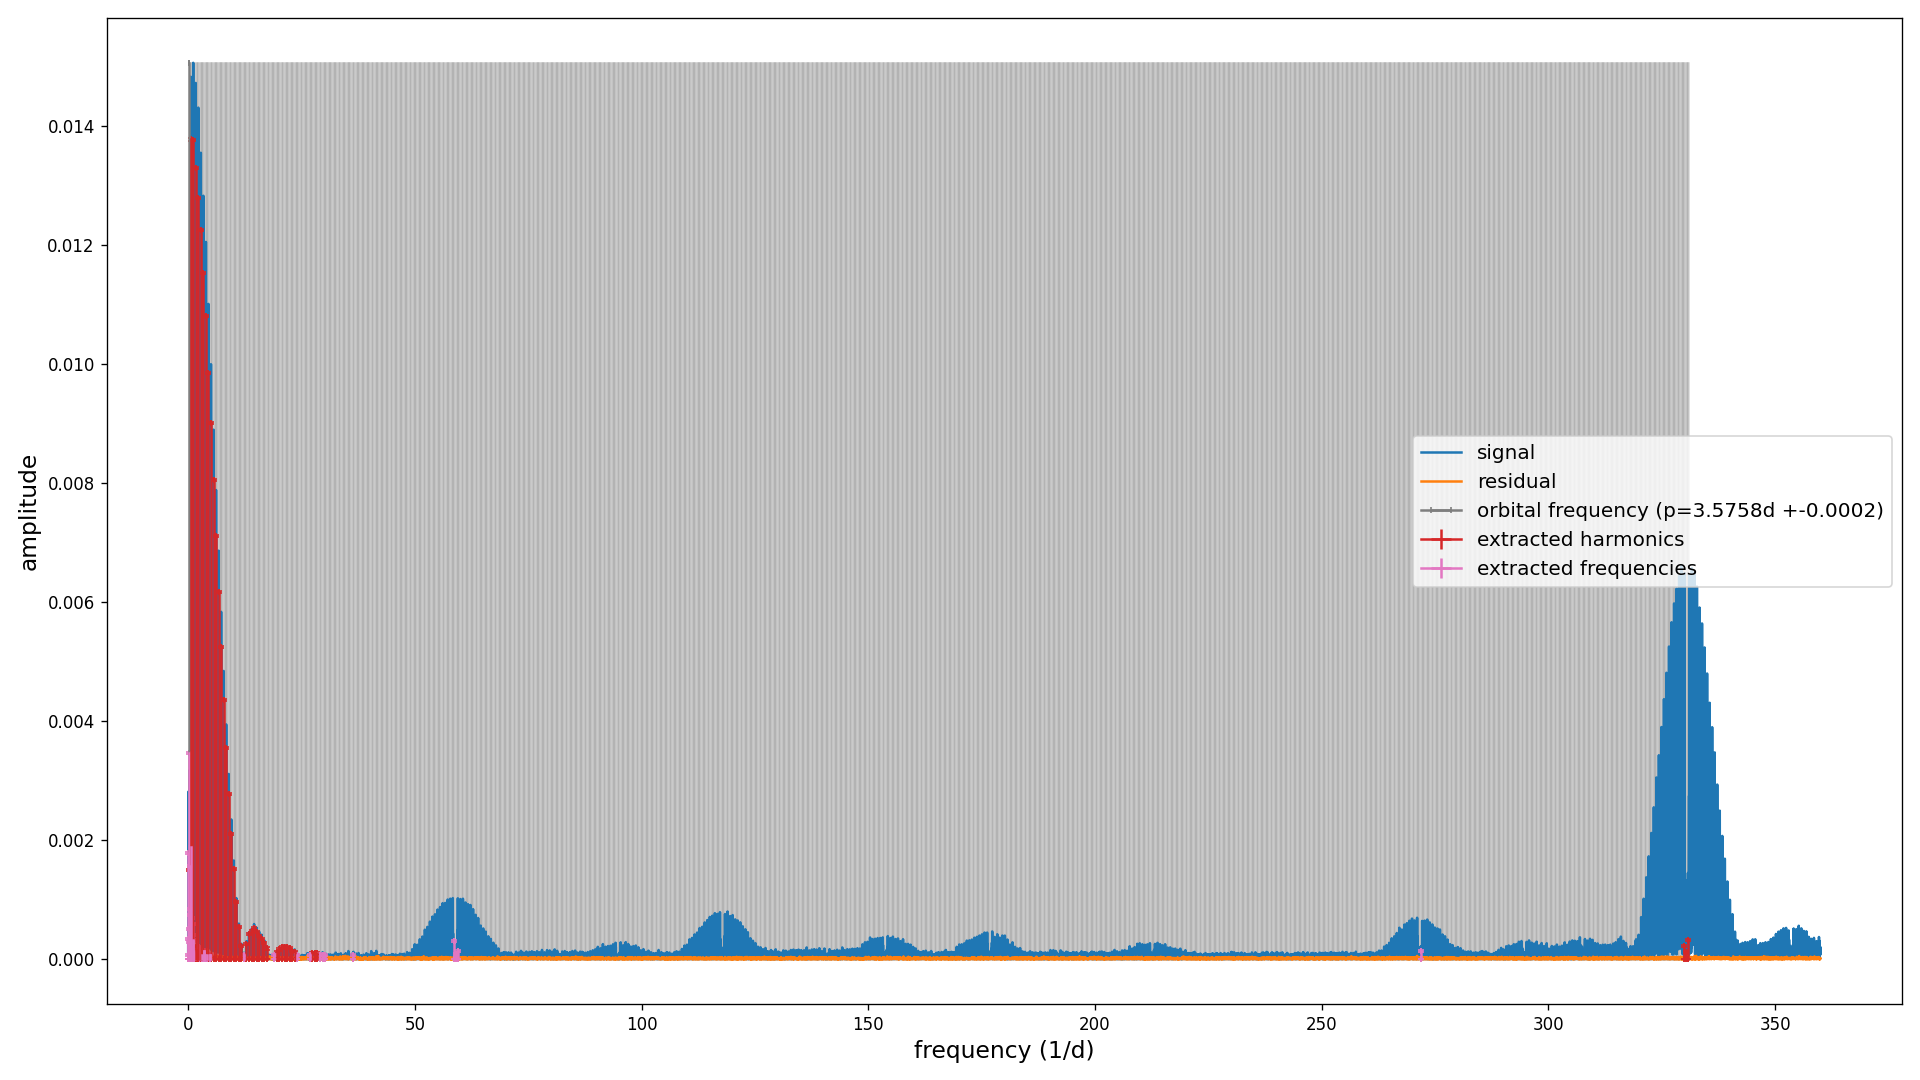 0.014
0.012
0.010
0.008
0.006
0.004
0.002
0.000
amplitude
signal
residual
orbital frequency (p=3.5758d +-0.0002)
extracted harmonics
extracted frequencies
0 50 100 150 200 250 300 350
frequency (1/d)